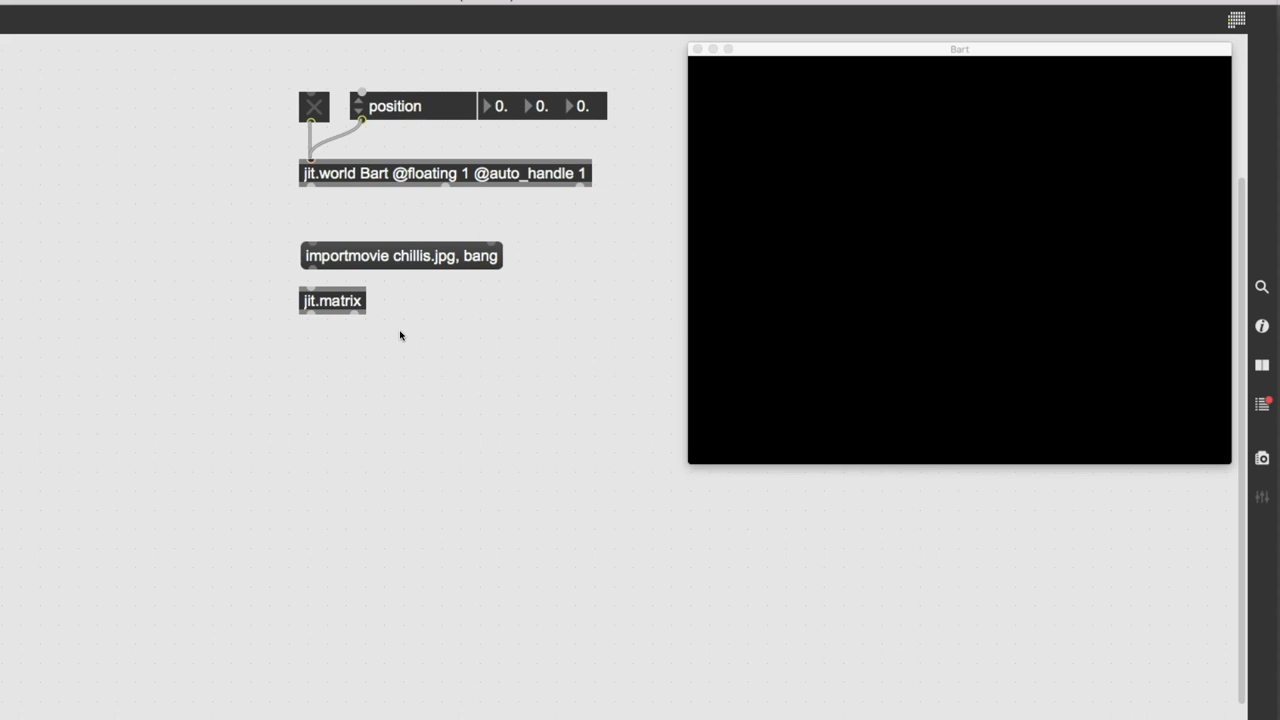 Bart
position 0. 0. 0.
jit.world Bart @floating 1 @auto_handle 1
importmovie chillis.jpg, bang
jit.matrix